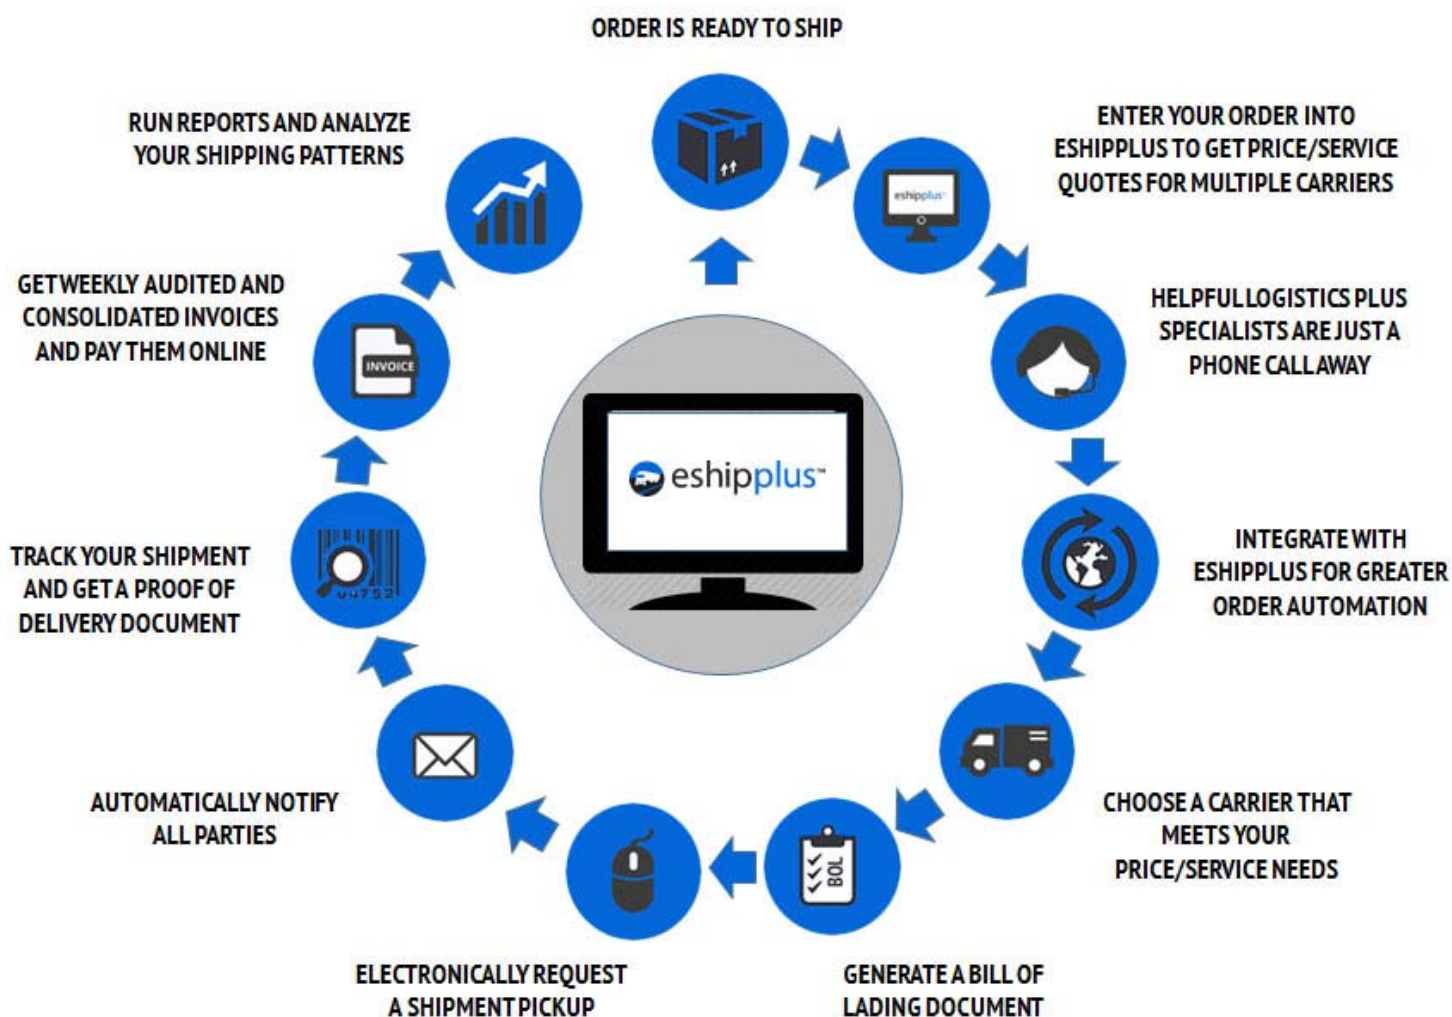 ORDER IS READY TO SHIP
ENTER YOUR ORDER INTO
ESHIPPLUS TO GET PRICE/SERVICE
QUOTES FOR MULTIPLE CARRIERS
eshipplus™
HELPFUL LOGISTICS PLUS
SPECIALISTS ARE JUST A
PHONE CALL AWAY
INTEGRATE WITH
ESHIPPLUS FOR GREATER
ORDER AUTOMATION
CHOOSE A CARRIER THAT
MEETS YOUR
PRICE/SERVICE NEEDS
BOL
GENERATE A BILL OF
LADING DOCUMENT
ELECTRONICALLY REQUEST
A SHIPMENT PICKUP
AUTOMATICALLY NOTIFY
ALL PARTIES
TRACK YOUR SHIPMENT
AND GET A PROOF OF
DELIVERY DOCUMENT
04752
GET WEEKLY AUDITED AND
CONSOLIDATED INVOICES
AND PAY THEM ONLINE
INVOICE
RUN REPORTS AND ANALYZE
YOUR SHIPPING PATTERNS
eshipplus™